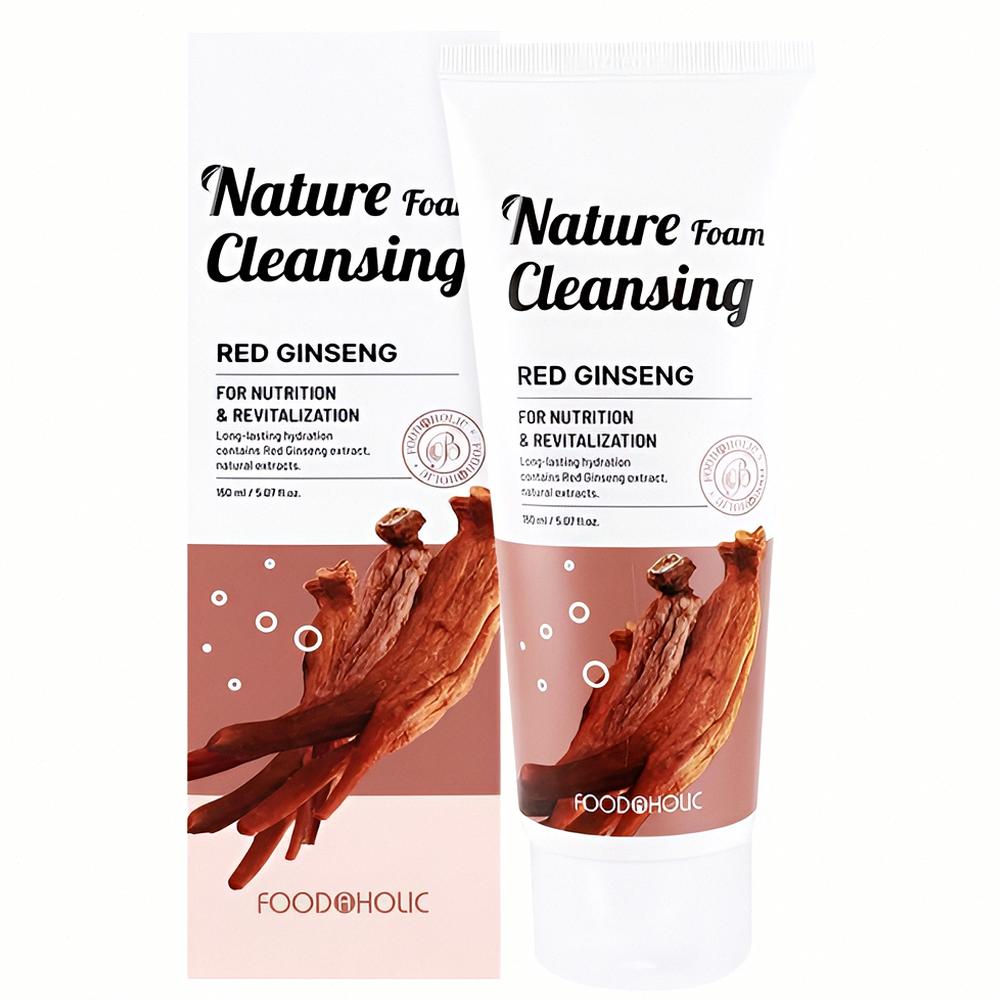 Nature Foam
Cleansing
RED GINSENG
FOR NUTRITION
& REVITALIZATION
Long-lasting hydration
contains Red Ginseng extract,
natural extracts.
150 ml / 5.07 fl.oz.
FOODAHOLIC
FOODAHOLIC
Nature Foam
Cleansing
RED GINSENG
FOR NUTRITION
& REVITALIZATION
Long-lasting hydration
contains Red Ginseng extract,
natural extracts.
150 ml / 5.07 fl.oz.
FOODAHOLIC
FOODAHOLIC